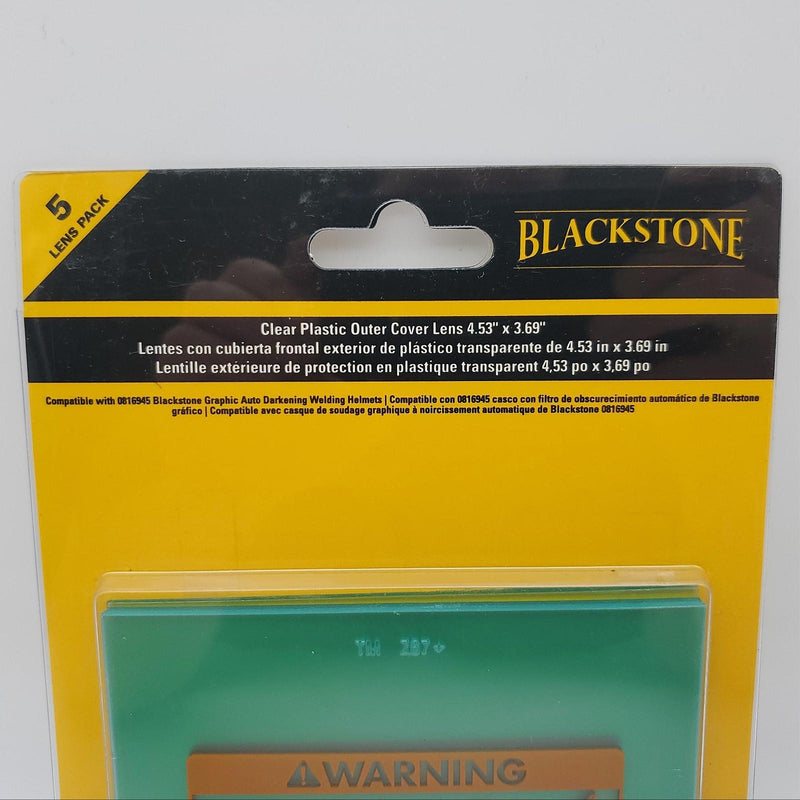 5
LENS PACK
BLACKSTONE
Clear Plastic Outer Cover Lens 4.53" x 3.69"
Lentes con cubierta frontal exterior de plástico transparente de 4.53 in x 3.69 in
Lentille extérieure de protection en plastique transparent 4,53 po x 3,69 po
Compatible with 0816945 Blackstone Graphic Auto Darkening Welding Helmets | Compatible con 0816945 casco con filtro de obscurecimiento automático de Blackstone
gráfico | Compatible avec casque de soudage graphique à noircissement automatique de Blackstone 0816945
TM 287+
WARNING